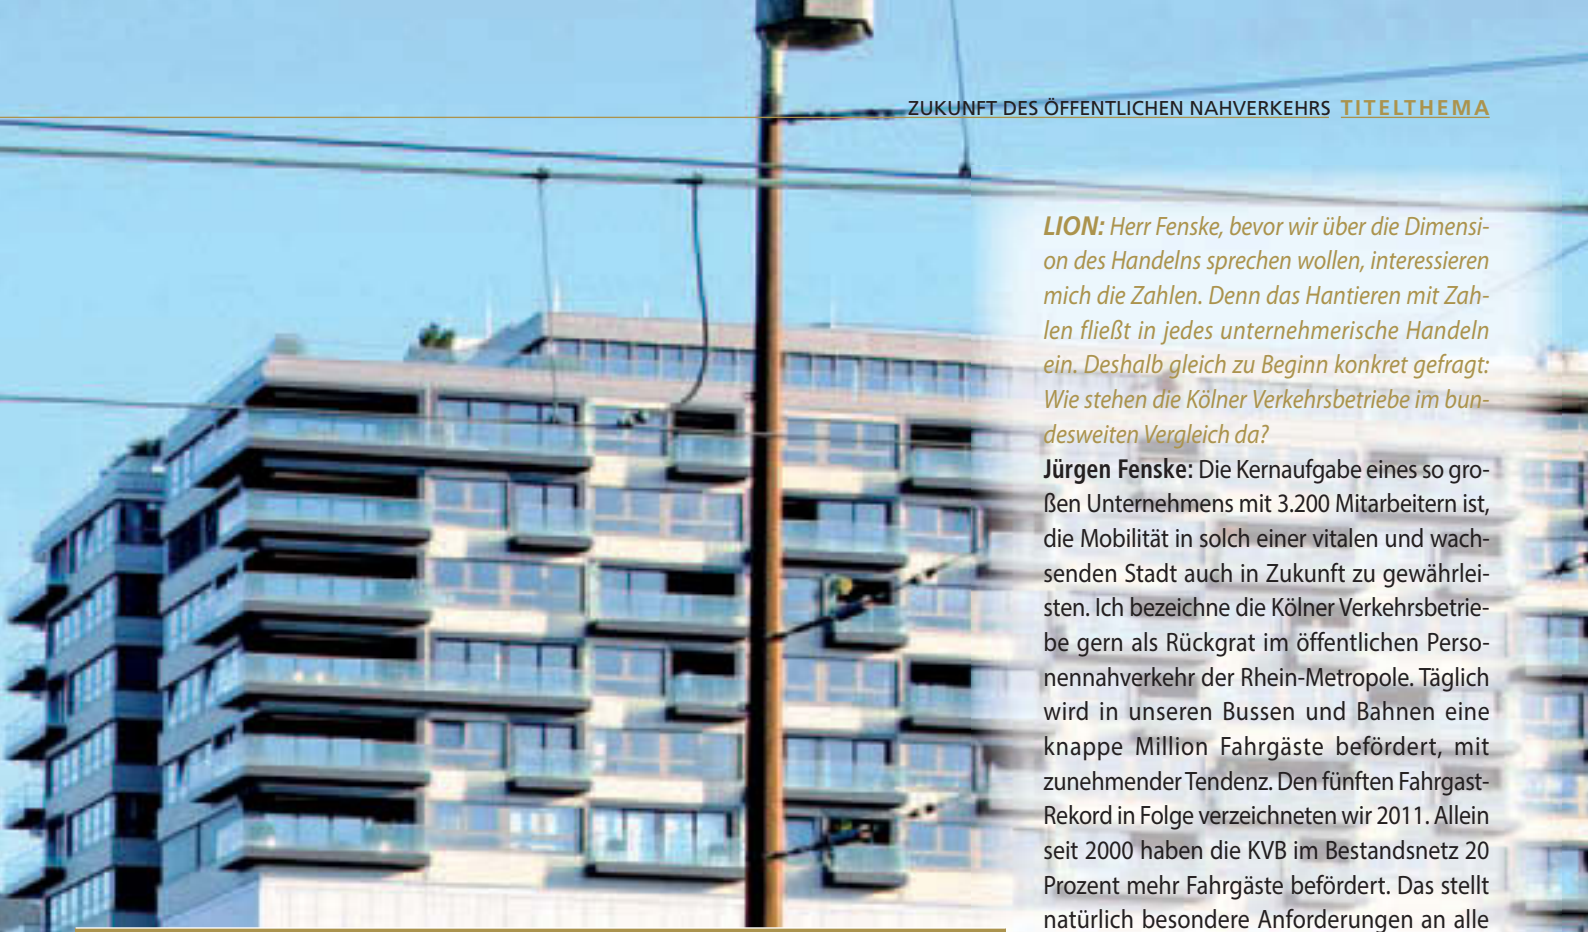 ZUKUNFT DES ÖFFENTLICHEN NAHVERKEHRS TITELTHEMA
LION: Herr Fenske, bevor wir über die Dimensi-
on des Handelns sprechen wollen, interessieren
mich die Zahlen. Denn das Hantieren mit Zah-
len fließt in jedes unternehmerische Handeln
ein. Deshalb gleich zu Beginn konkret gefragt:
Wie stehen die Kölner Verkehrsbetriebe im bun-
desweiten Vergleich da?
Jürgen Fenske: Die Kernaufgabe eines so gro-
ßen Unternehmens mit 3.200 Mitarbeitern ist,
die Mobilität in solch einer vitalen und wach-
senden Stadt auch in Zukunft zu gewährlei-
sten. Ich bezeichne die Kölner Verkehrsbetrie-
be gern als Rückgrat im öffentlichen Perso-
nennahverkehr der Rhein-Metropole. Täglich
wird in unseren Bussen und Bahnen eine
knappe Million Fahrgäste befördert, mit
zunehmender Tendenz. Den fünften Fahrgast-
Rekord in Folge verzeichneten wir 2011. Allein
seit 2000 haben die KVB im Bestandsnetz 20
Prozent mehr Fahrgäste befördert. Das stellt
natürlich besondere Anforderungen an alle